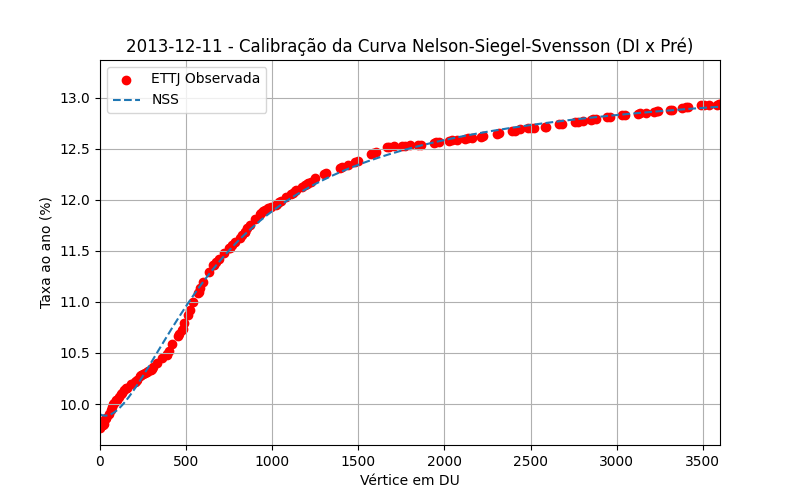 2013-12-11 - Calibração da Curva Nelson-Siegel-Svensson (DI x Pré)
ETTJ Observada
NSS
Taxa ao ano (%)
13.0
12.5
12.0
11.5
11.0
10.5
10.0
0 500 1000 1500 2000 2500 3000 3500
Vértice em DU